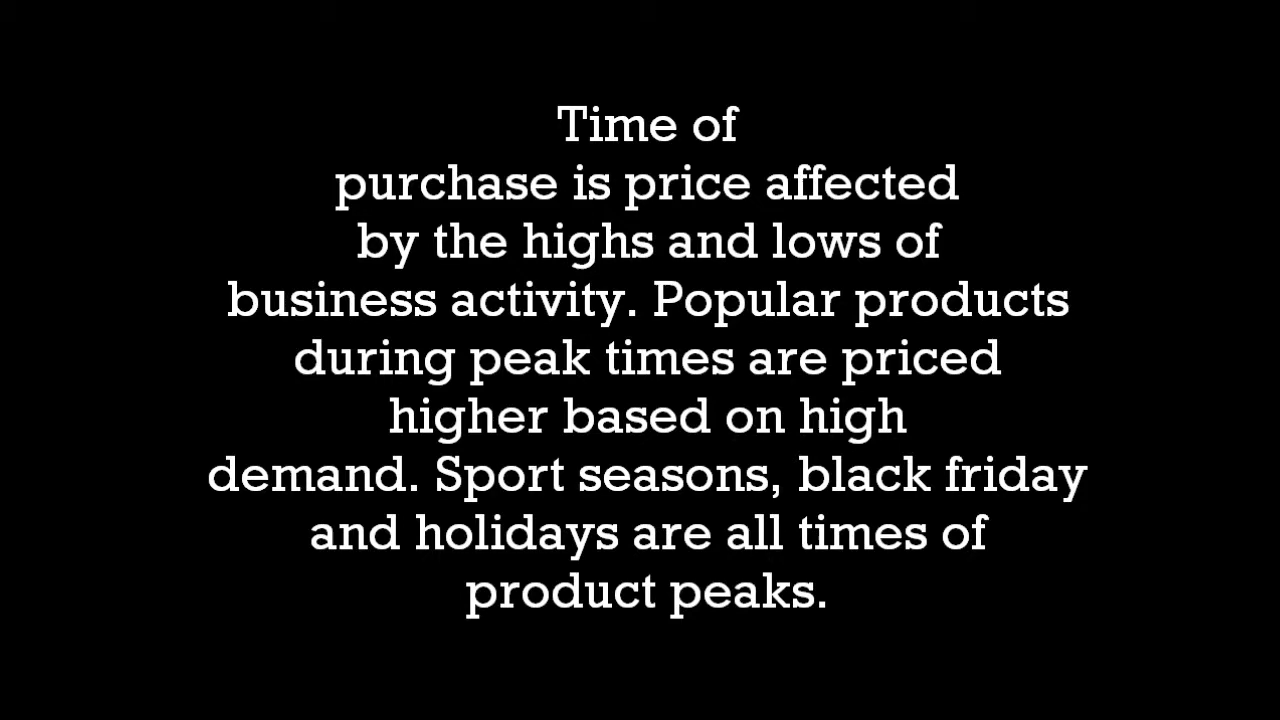 Time of
purchase is price affected
by the highs and lows of
business activity. Popular products
during peak times are priced
higher based on high
demand. Sport seasons, black friday
and holidays are all times of
product peaks.